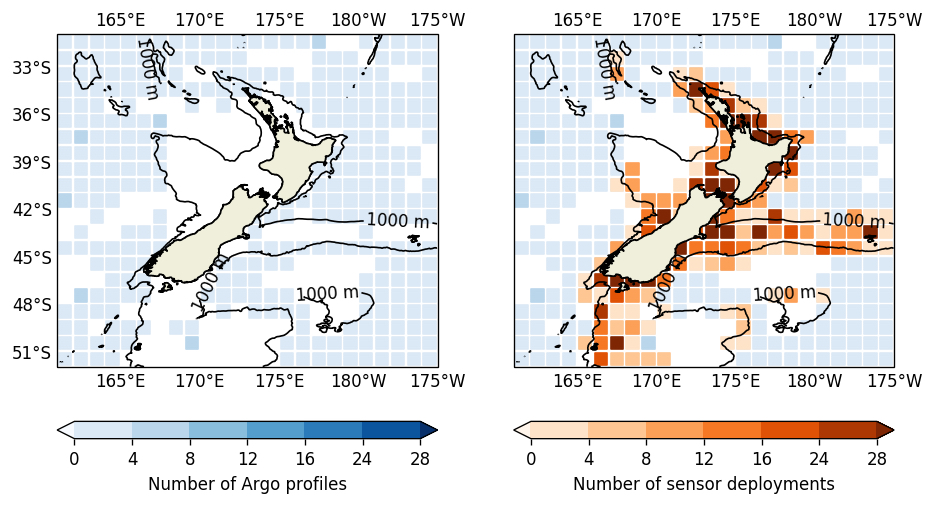 165°E 170°E 175°E 180°W 175°W 165°E 170°E 175°E 180°W 175°W
1000 m 1000 m
33°S
36°S
39°S
42°S
1000 m 1000 m
45°S
1000 m 1000 m 1000 m 1000 m
48°S
51°S
165°E 170°E 175°E 180°W 175°W 165°E 170°E 175°E 180°W 175°W
0 4 8 12 16 24 28 0 4 8 12 16 24 28
Number of Argo profiles Number of sensor deployments